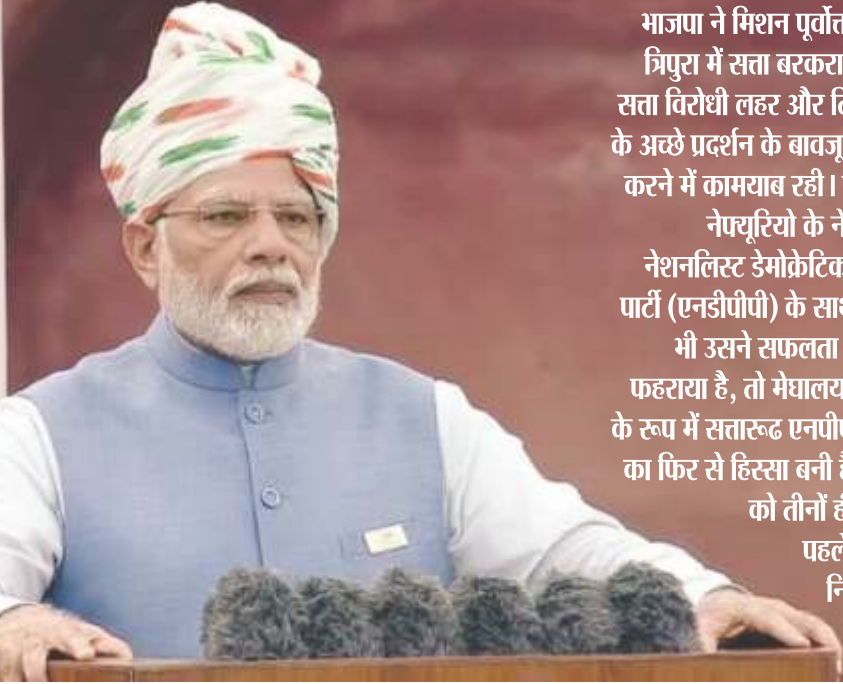 भाजपा ने मिशन पूर्वोत्त
त्रिपुरा में सत्ता बरकरा
सत्ता विरोधी लहर और
के अच्छे प्रदर्शन के बावजू
करने में कामयाब रही।
नेफ्यूरियो के ने
नेशनलिस्ट डेमोक्रेटिक
पार्टी (एनडीपीपी) के साथ
भी उसने सफलता
फहराया है, तो मेघालय
के रूप में सत्तारूढ एनपीए
का फिर से हिस्सा बनी है
को तीनों ही
पहले
नि